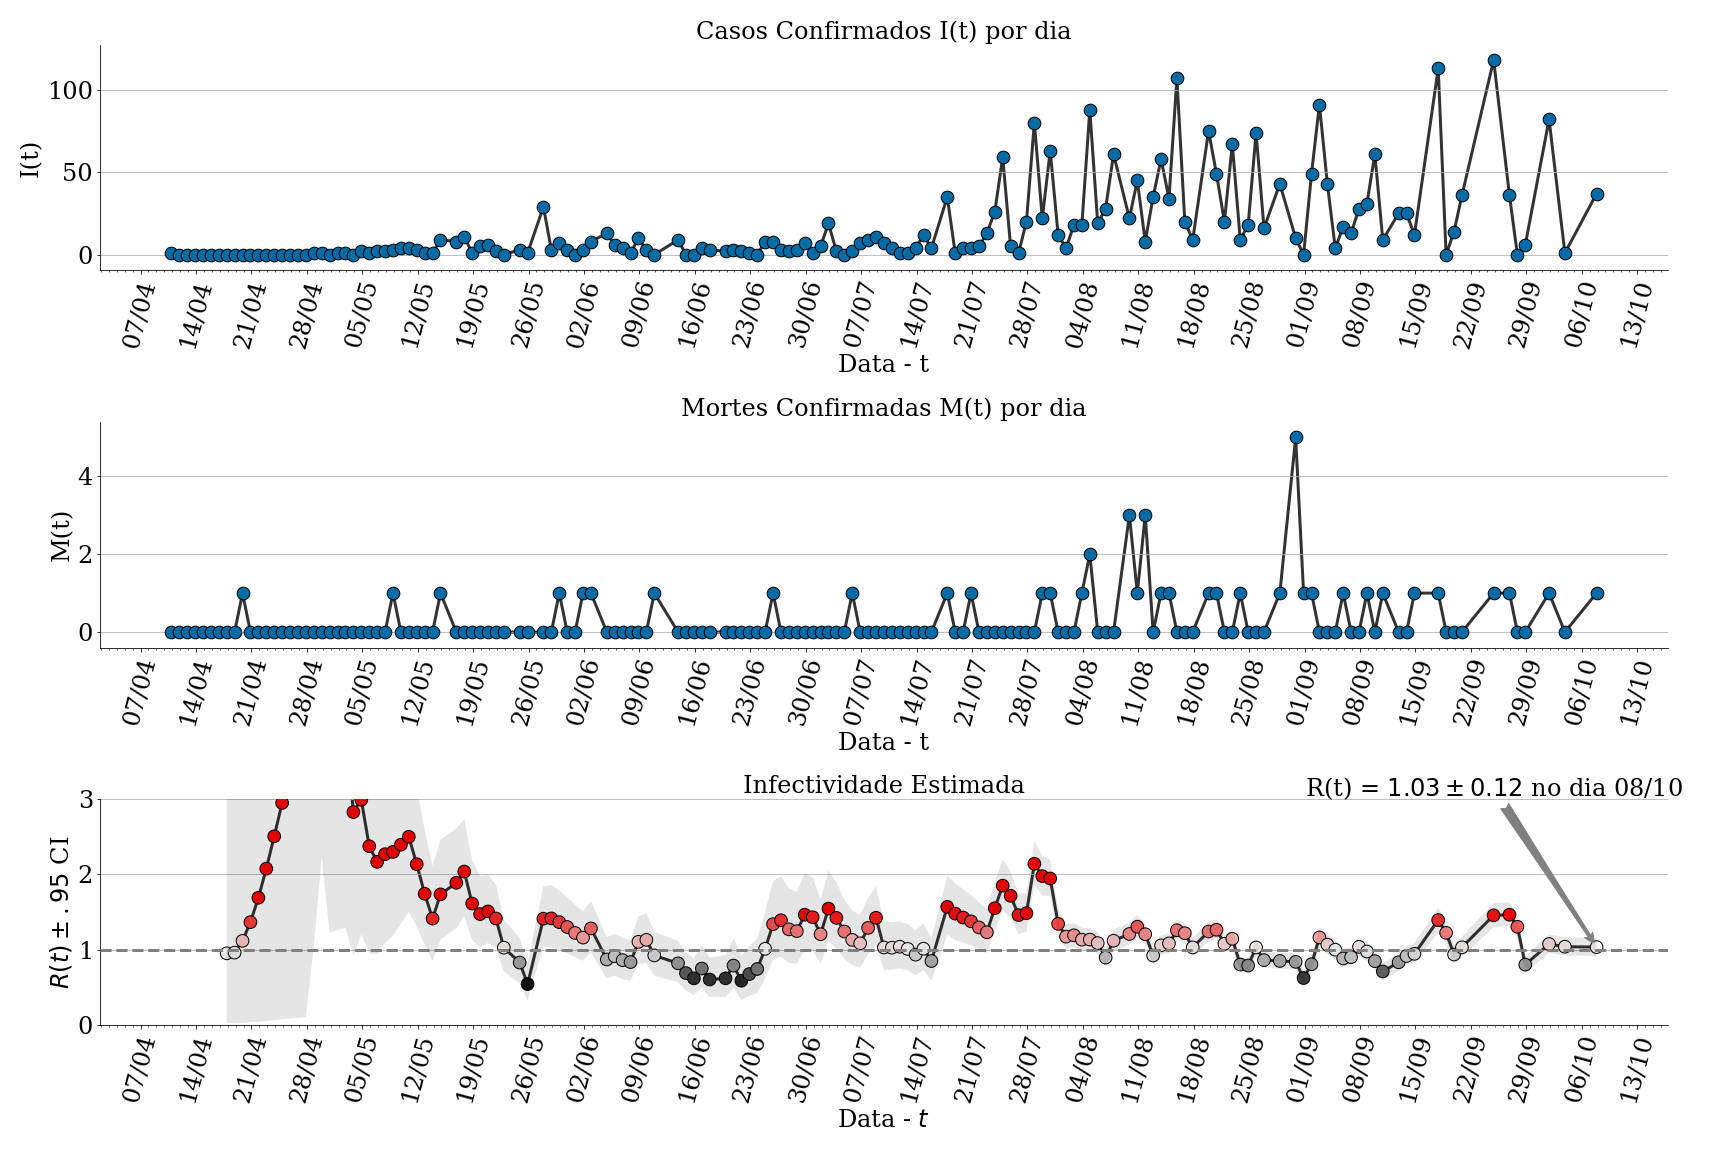 Casos Confirmados I(t) por dia
I(t)
100
50
0
07/04 14/04 21/04 28/04 05/05 12/05 19/05 26/05 02/06 09/06 16/06 23/06 30/06 07/07 14/07 21/07 28/07 04/08 11/08 18/08 25/08 01/09 08/09 15/09 22/09 29/09 06/10 13/10
Data - t
Mortes Confirmadas M(t) por dia
M(t)
4
2
0
07/04 14/04 21/04 28/04 05/05 12/05 19/05 26/05 02/06 09/06 16/06 23/06 30/06 07/07 14/07 21/07 28/07 04/08 11/08 18/08 25/08 01/09 08/09 15/09 22/09 29/09 06/10 13/10
Data - t
Infectividade Estimada
R(t) = 1.03 ± 0.12 no dia 08/10
R(t) ± .95 CI
3
2
1
0
07/04 14/04 21/04 28/04 05/05 12/05 19/05 26/05 02/06 09/06 16/06 23/06 30/06 07/07 14/07 21/07 28/07 04/08 11/08 18/08 25/08 01/09 08/09 15/09 22/09 29/09 06/10 13/10
Data - t